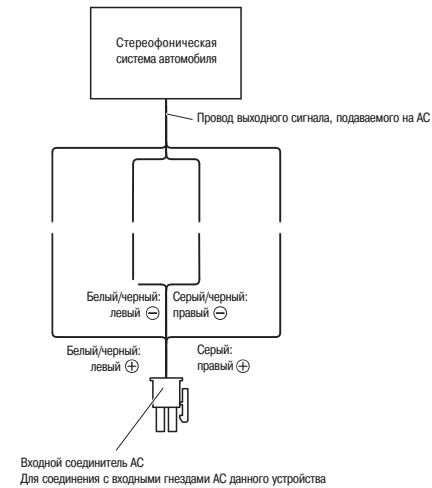 Стереофоническая
система автомобиля
Провод выходного сигнала, подаваемого на АС
Белый/черный:
левый ⊖
Серый/черный:
правый ⊖
Белый/черный:
левый ⊕
Серый:
правый ⊕
Входной соединитель АС
Для соединения с входными гнездами АС данного устройства